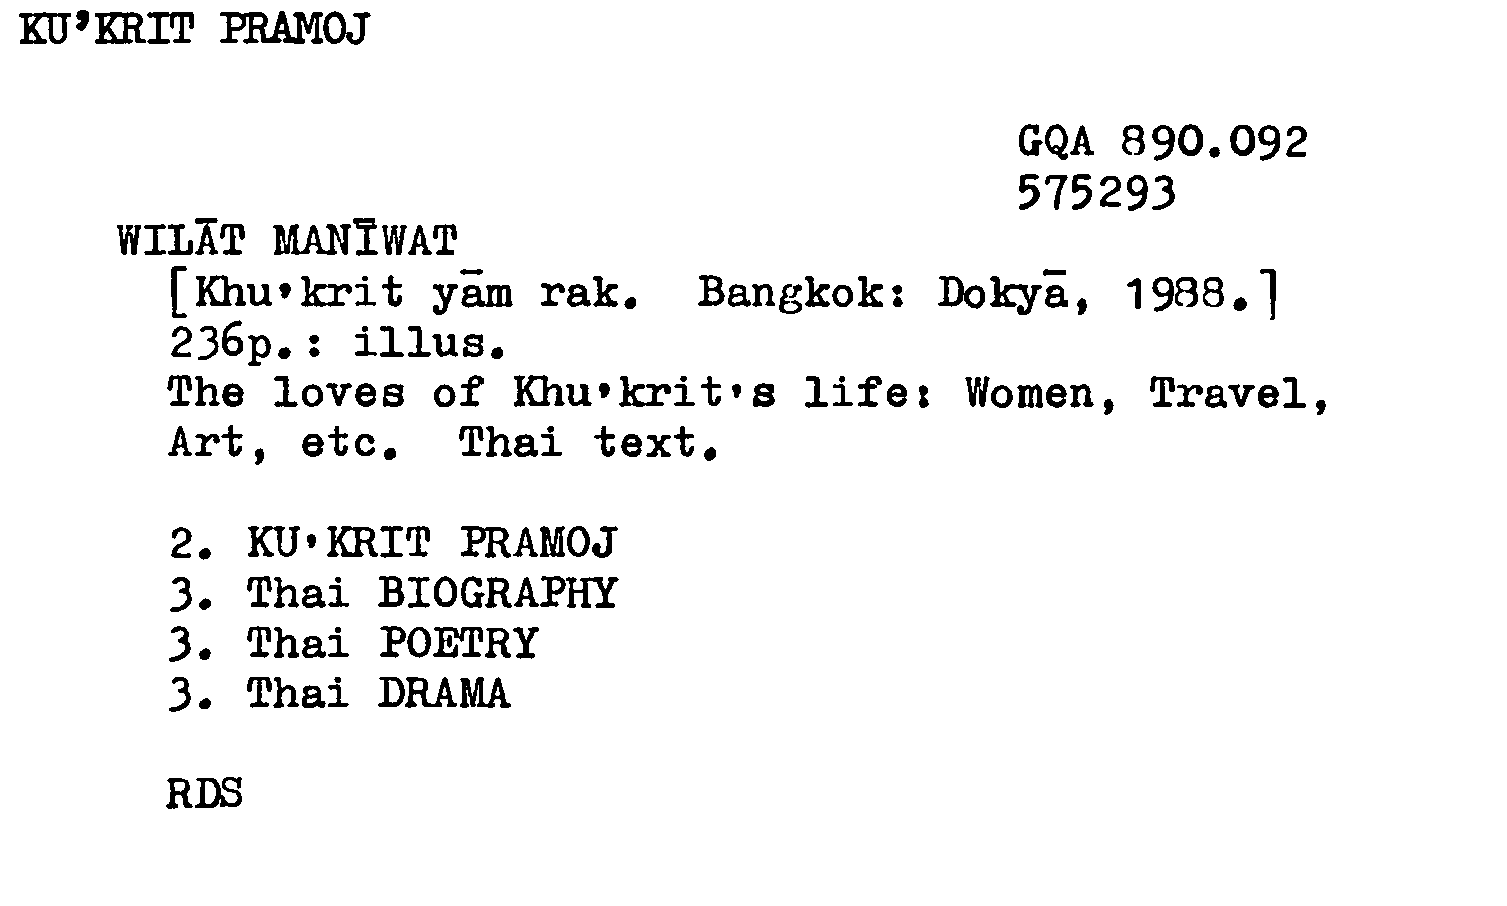 KU’KRIT PRAMOJ
GQA 890.092
575293
WILĀT MANĪWAT
[Khu’krit yām rak. Bangkok: Dokyā, 1988.]
236p.: illus.
The loves of Khu’krit’s life: Women, Travel,
Art, etc. Thai text.
2. KU’KRIT PRAMOJ
3. Thai BIOGRAPHY
3. Thai POETRY
3. Thai DRAMA
RDS